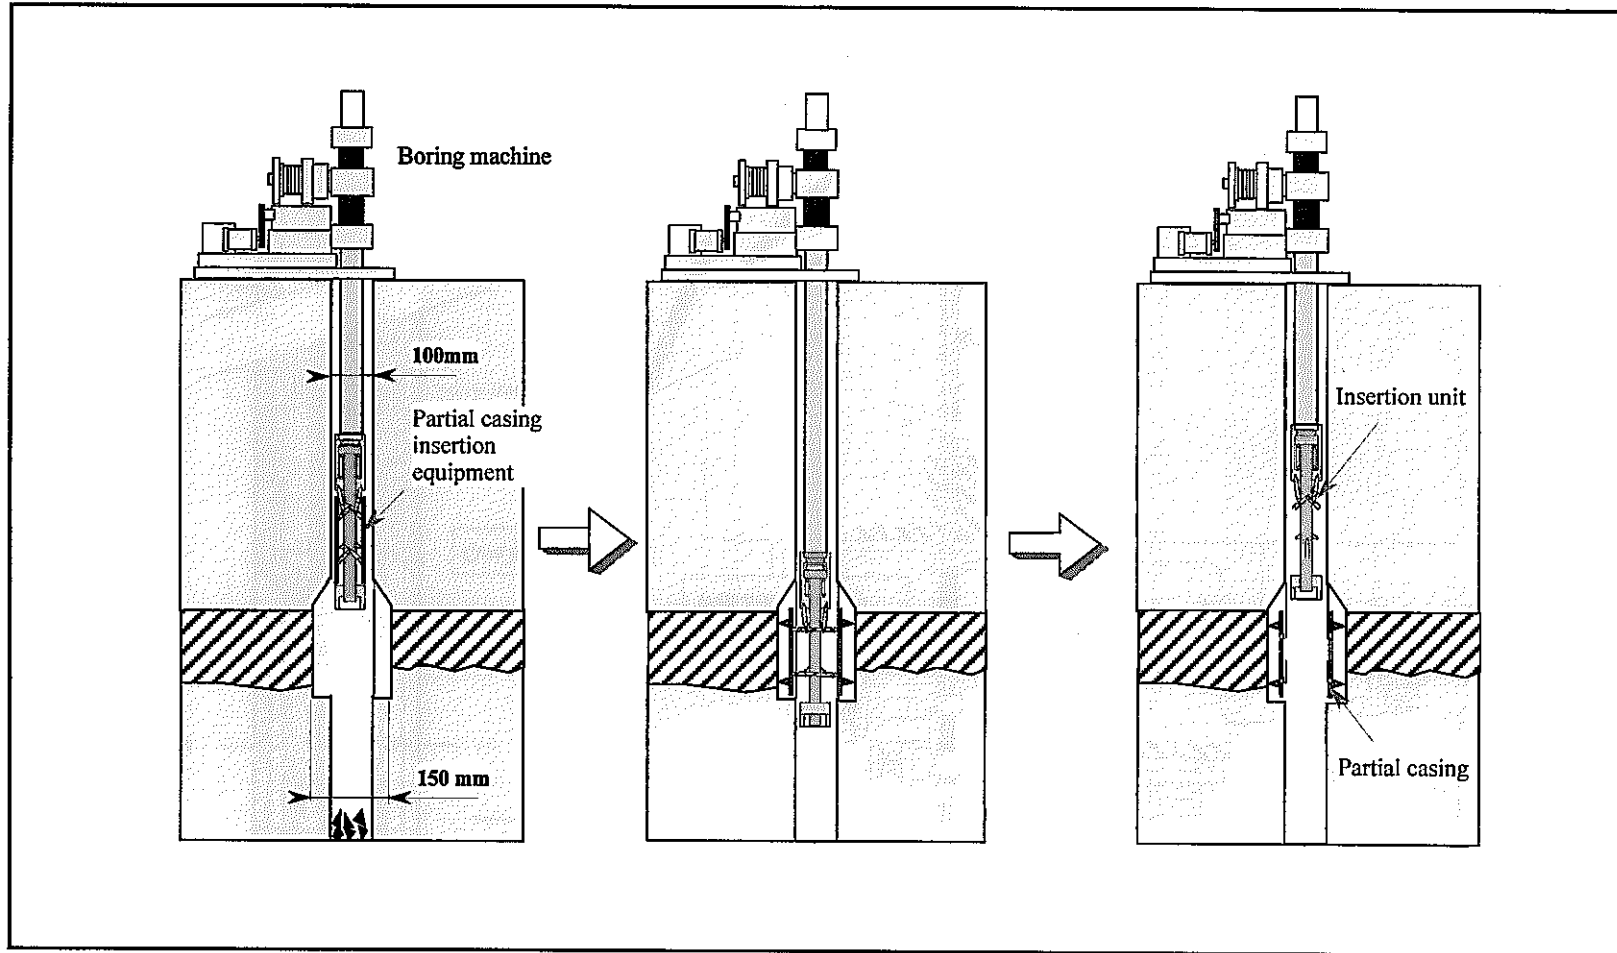 Boring machine
100mm
Partial casing
insertion
equipment
150 mm
Insertion unit
Partial casing